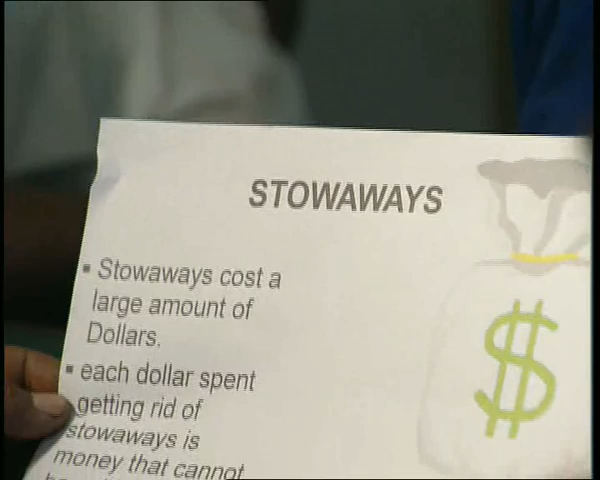 STOWAWAYS
▪ Stowaways cost a
large amount of
Dollars.
▪ each dollar spent
getting rid of
stowaways is
money that cannot
$